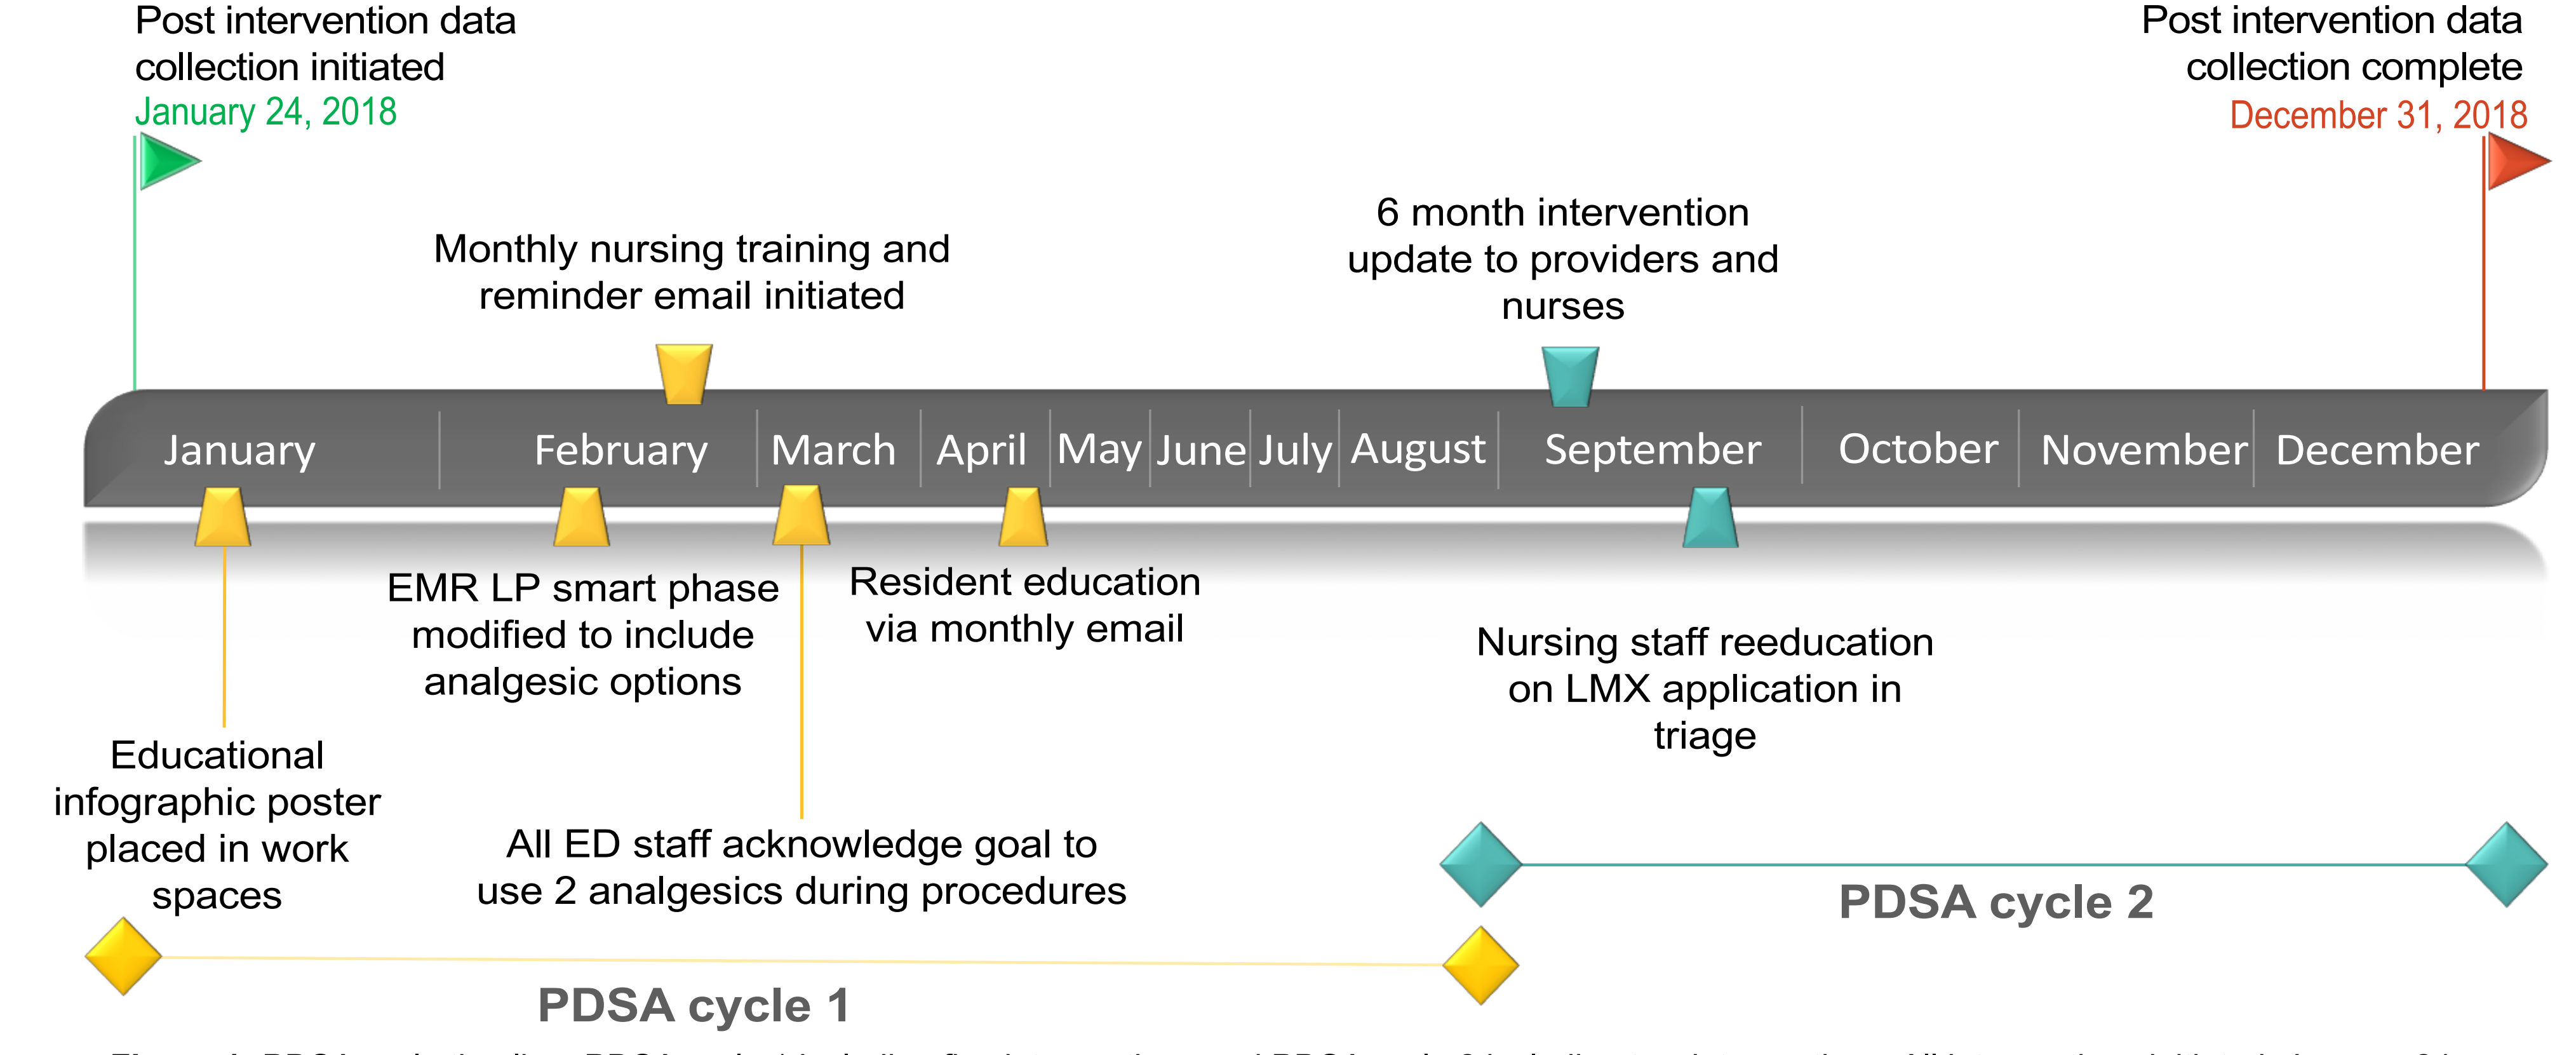 Post intervention data
collection initiated
January 24, 2018
Post intervention data
collection complete
December 31, 2018
Monthly nursing training and
reminder email initiated
6 month intervention
update to providers and
nurses
January February March April May June July August September October November December
EMR LP smart phase
modified to include
analgesic options
Resident education
via monthly email
Nursing staff reeducation
on LMX application in
triage
Educational
infographic poster
placed in work
spaces
All ED staff acknowledge goal to
use 2 analgesics during procedures
PDSA cycle 2
PDSA cycle 1